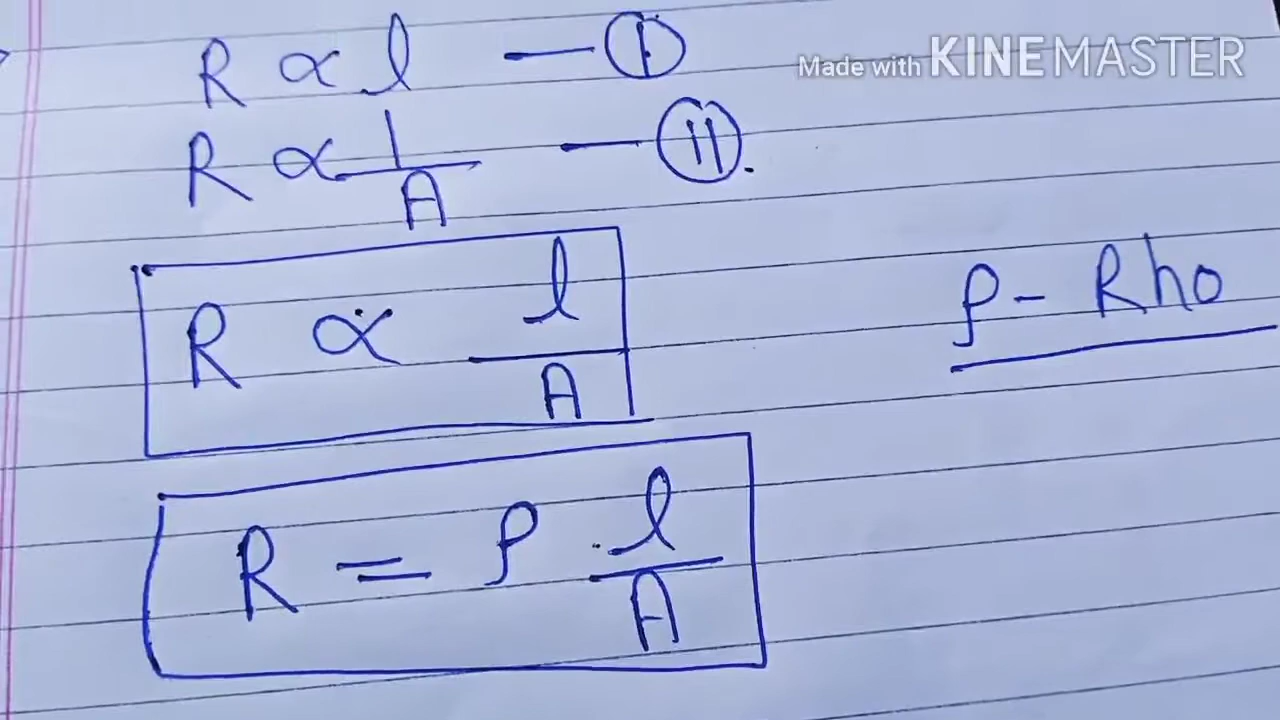 Made with KINEMASTER
R ∝ l — I
R ∝ 1/A — II.
R ∝ l/A
ρ - Rho
R = ρ l/A